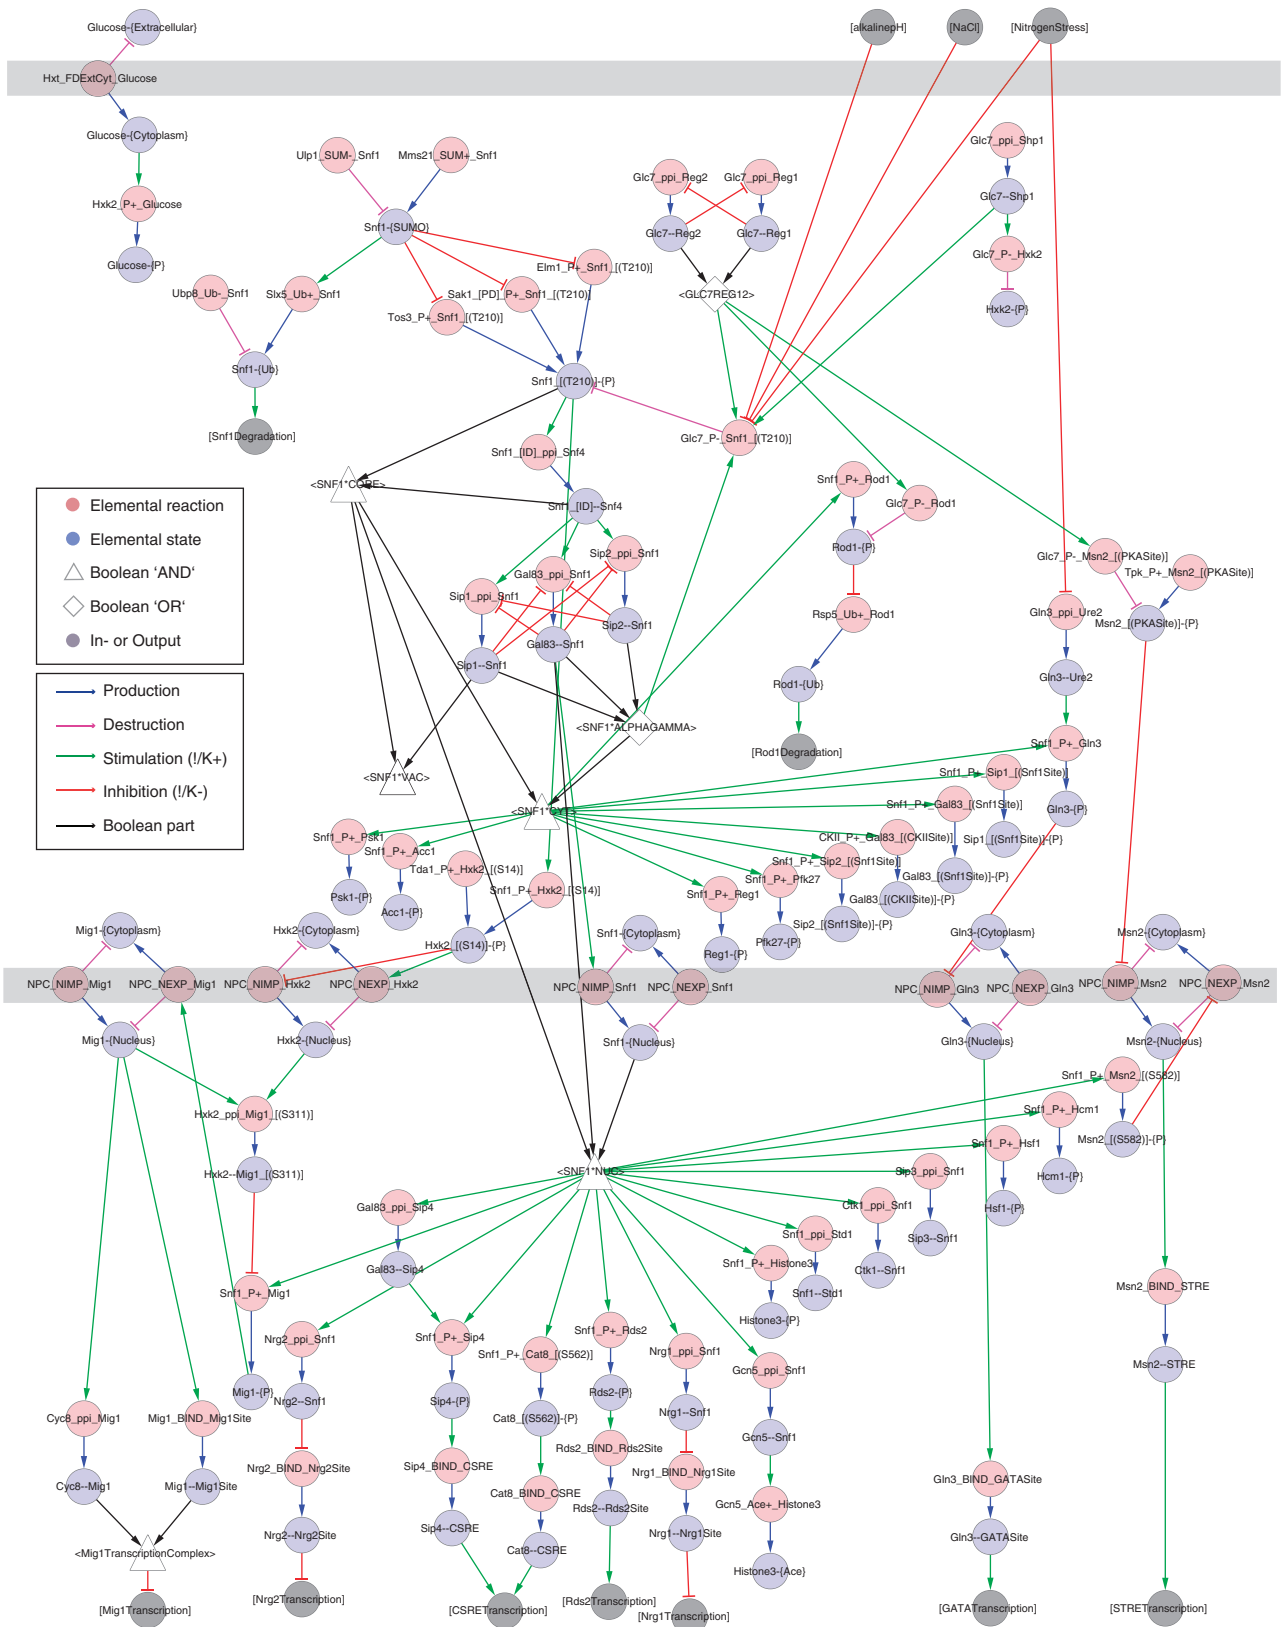 Glucose-{Extracellular}
[alkalinepH]
[NaCl]
[NitrogenStress]
Hxt_FDExtCyt_Glucose
Glucose-{Cytoplasm}
Ulp1_SUM-_Snf1
Mms21_SUM+_Snf1
Glc7_ppi_Shp1
Glc7_ppi_Reg2
Glc7_ppi_Reg1
Hxk2_P+_Glucose
Glc7--Shp1
Snf1-{SUMO}
Glc7--Reg2
Glc7--Reg1
Glucose-{P}
Elm1_P+_Snf1_[(T210)]
Glc7_P-_Hxk2
Ubp8_Ub-_Snf1
Slx5_Ub+_Snf1
Sak1_[PD]_P+_Snf1_[(T210)]
<GLC7REG12>
Tos3_P+_Snf1_[(T210)]
Hxk2-{P}
Snf1-{Ub}
Snf1_[(T210)]-{P}
[Snf1Degradation]
Glc7_P-_Snf1_[(T210)]
Snf1_[ID]_ppi_Snf4
<SNF1*CORE>
Snf1_P+_Rod1
Glc7_P-_Rod1
Snf1_[ID]--Snf4
Elemental reaction
Elemental state
Boolean 'AND'
Boolean 'OR'
In- or Output
Sip2_ppi_Snf1
Rod1-{P}
Glc7_P-_Msn2_[(PKASite)]
Tpk_P+_Msn2_[(PKASite)]
Gal83_ppi_Snf1
Sip1_ppi_Snf1
Rsp5_Ub+_Rod1
Gln3_ppi_Ure2
Msn2_[(PKASite)]-{P}
Sip2--Snf1
Gal83--Snf1
Sip1--Snf1
Rod1-{Ub}
Gln3--Ure2
Production
Destruction
Stimulation (!/K+)
Inhibition (!/K-)
Boolean part
<SNF1*ALPHAGAMMA>
[Rod1Degradation]
Snf1_P+_Gln3
<SNF1*VAC>
Snf1_P+_Sip1_[(Snf1Site)]
<SNF1*CYT>
Snf1_P+_Gal83_[(Snf1Site)]
Gln3-{P}
Snf1_P+_Psk1
Snf1_P+_Acc1
CKII_P+_Gal83_[(CKIISite)]
Sip1_[(Snf1Site)]-{P}
Tda1_P+_Hxk2_[(S14)]
Snf1_P+_Sip2_[(Snf1Site)]
Snf1_P+_Hxk2_[(S14)]
Snf1_P+_Reg1
Snf1_P+_Pfk27
Gal83_[(Snf1Site)]-{P}
Psk1-{P}
Acc1-{P}
Gal83_[(CKIISite)]-{P}
Sip2_[(Snf1Site)]-{P}
Mig1-{Cytoplasm}
Hxk2-{Cytoplasm}
Hxk2_[(S14)]-{P}
Snf1-{Cytoplasm}
Reg1-{P}
Pfk27-{P}
Gln3-{Cytoplasm}
Msn2-{Cytoplasm}
NPC_NIMP_Mig1
NPC_NEXP_Mig1
NPC_NIMP_Hxk2
NPC_NEXP_Hxk2
NPC_NIMP_Snf1
NPC_NEXP_Snf1
NPC_NIMP_Gln3
NPC_NEXP_Gln3
NPC_NIMP_Msn2
NPC_NEXP_Msn2
Mig1-{Nucleus}
Hxk2-{Nucleus}
Snf1-{Nucleus}
Gln3-{Nucleus}
Msn2-{Nucleus}
Snf1_P+_Msn2_[(S582)]
Hxk2_ppi_Mig1_[(S311)]
Snf1_P+_Hcm1
Snf1_P+_Hsf1
Msn2_[(S582)]-{P}
Hxk2--Mig1_[(S311)]
<SNF1*NUC>
Sip3_ppi_Snf1
Hcm1-{P}
Gal83_ppi_Sip4
Ctk1_ppi_Snf1
Hsf1-{P}
Snf1_ppi_Std1
Sip3--Snf1
Gal83--Sip4
Snf1_P+_Histone3
Ctk1--Snf1
Snf1_P+_Mig1
Snf1--Std1
Msn2_BIND_STRE
Histone3-{P}
Nrg2_ppi_Snf1
Snf1_P+_Sip4
Snf1_P+_Rds2
Snf1_P+_Cat8_[(S562)]
Nrg1_ppi_Snf1
Gcn5_ppi_Snf1
Msn2--STRE
Mig1-{P}
Nrg2--Snf1
Sip4-{P}
Rds2-{P}
Cyc8_ppi_Mig1
Mig1_BIND_Mig1Site
Cat8_[(S562)]-{P}
Nrg1--Snf1
Gcn5--Snf1
Nrg2_BIND_Nrg2Site
Sip4_BIND_CSRE
Rds2_BIND_Rds2Site
Nrg1_BIND_Nrg1Site
Gln3_BIND_GATASite
Cyc8--Mig1
Mig1--Mig1Site
Cat8_BIND_CSRE
Rds2--Rds2Site
Gcn5_Ace+_Histone3
Nrg2--Nrg2Site
Sip4--CSRE
Nrg1--Nrg1Site
Gln3--GATASite
<Mig1TranscriptionComplex>
Cat8--CSRE
Histone3-{Ace}
[Mig1Transcription]
[Nrg2Transcription]
[CSRETranscription]
[Rds2Transcription]
[Nrg1Transcription]
[GATATranscription]
[STRETranscription]